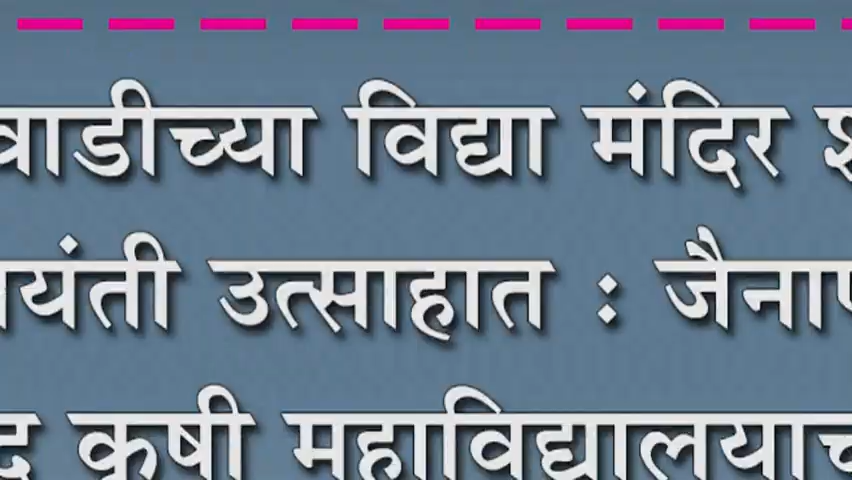 वाडीच्या विद्या मंदिर
यंती उत्साहात : जैनाप
कृषी महाविद्यालयाच